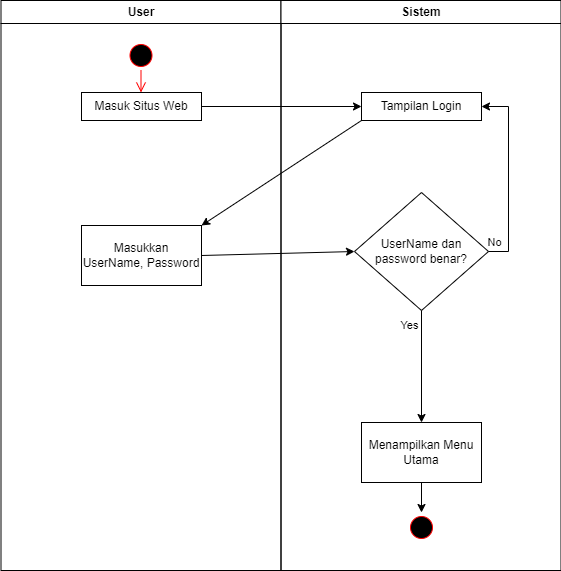 User
Sistem
Masuk Situs Web
Tampilan Login
Masukkan
UserName, Password
UserName dan
password benar?
No
Yes
Menampilkan Menu
Utama